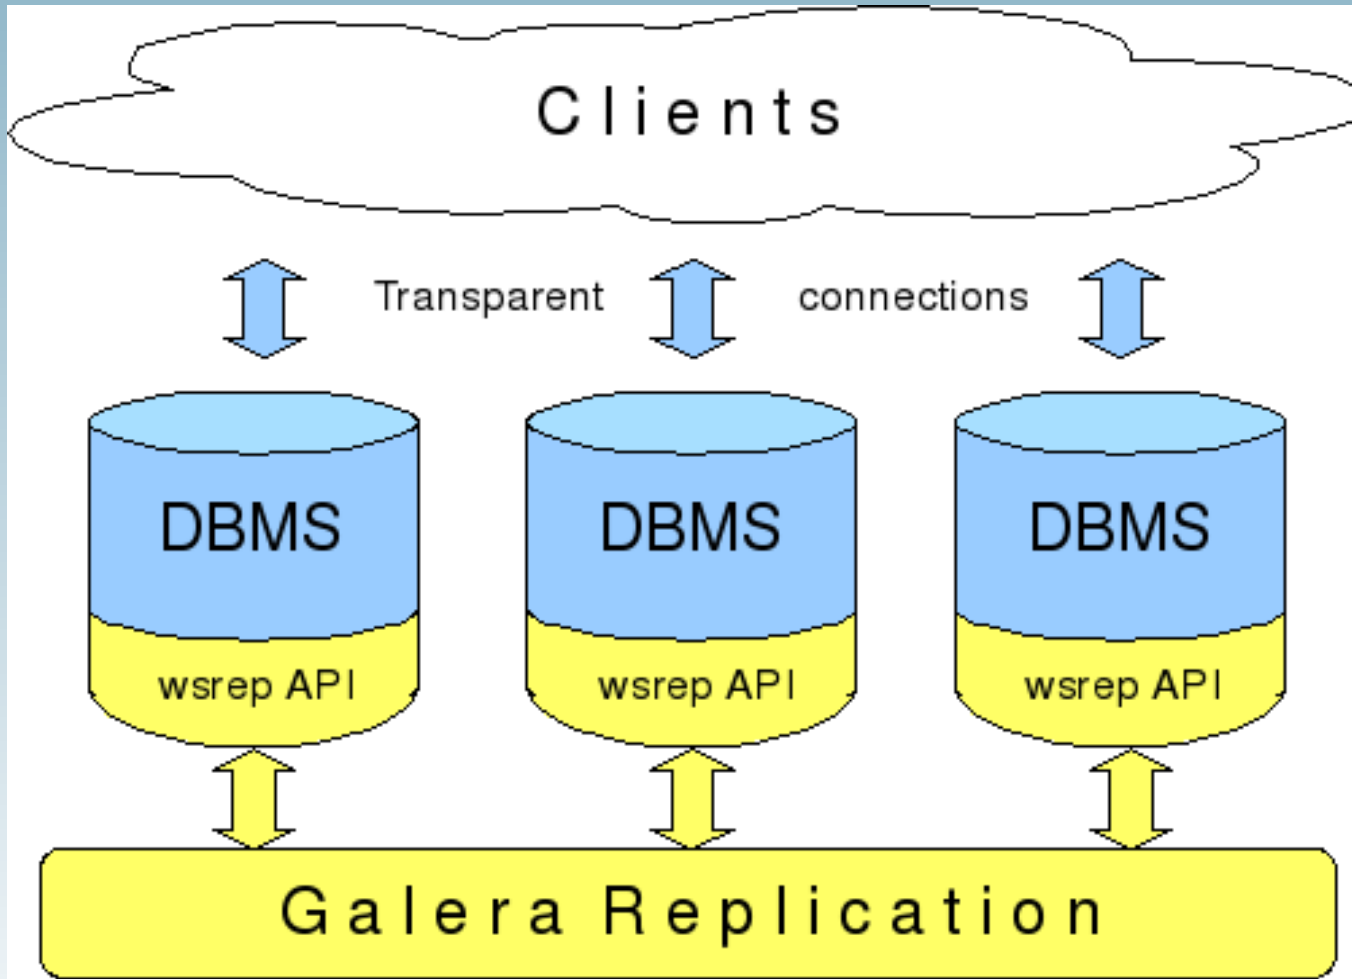 Clients
Transparent connections
DBMS DBMS DBMS
wsrep API wsrep API wsrep API
Galera Replication